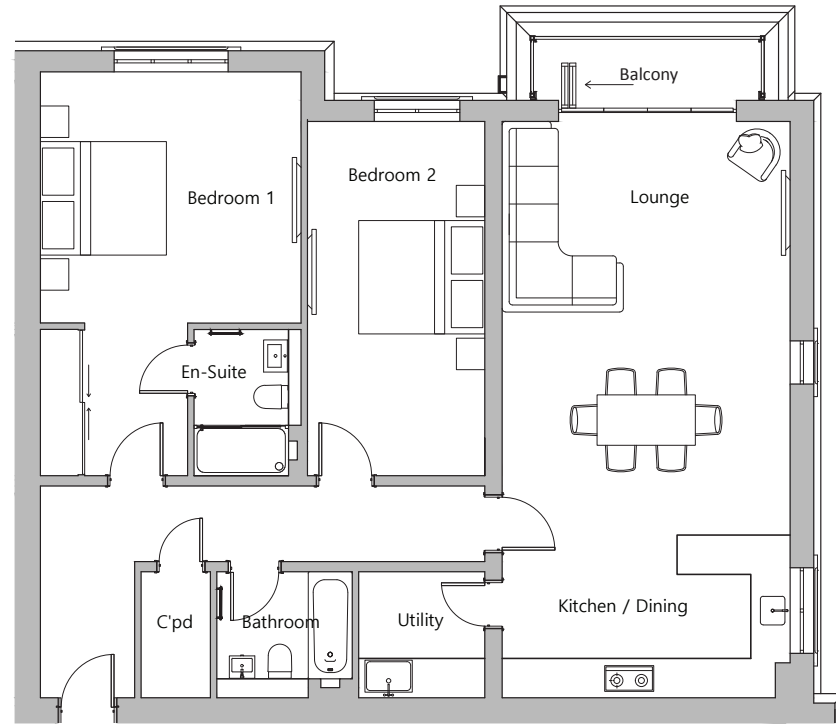 Balcony
Bedroom 2
Bedroom 1
Lounge
En-Suite
Kitchen / Dining
C'pd
Bathroom
Utility